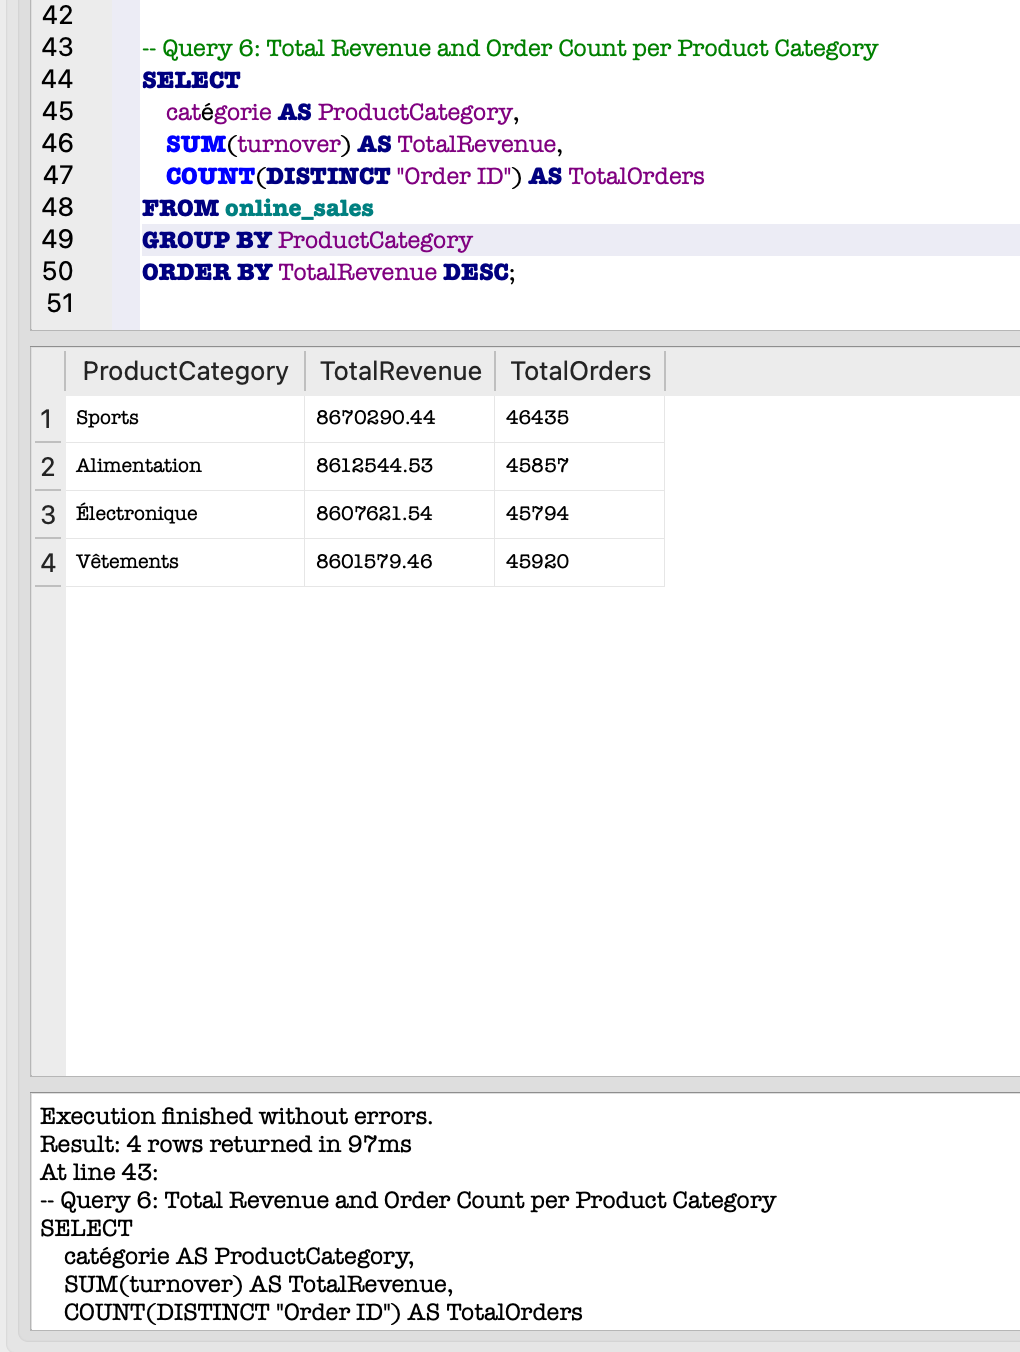 42
43 -- Query 6: Total Revenue and Order Count per Product Category
44 SELECT
45 catégorie AS ProductCategory,
46 SUM(turnover) AS TotalRevenue,
47 COUNT(DISTINCT "Order ID") AS TotalOrders
48 FROM online_sales
49 GROUP BY ProductCategory
50 ORDER BY TotalRevenue DESC;
51
ProductCategory TotalRevenue TotalOrders
1 Sports 8670290.44 46435
2 Alimentation 8612544.53 45857
3 Électronique 8607621.54 45794
4 Vêtements 8601579.46 45920
Execution finished without errors.
Result: 4 rows returned in 97ms
At line 43:
-- Query 6: Total Revenue and Order Count per Product Category
SELECT
catégorie AS ProductCategory,
SUM(turnover) AS TotalRevenue,
COUNT(DISTINCT "Order ID") AS TotalOrders